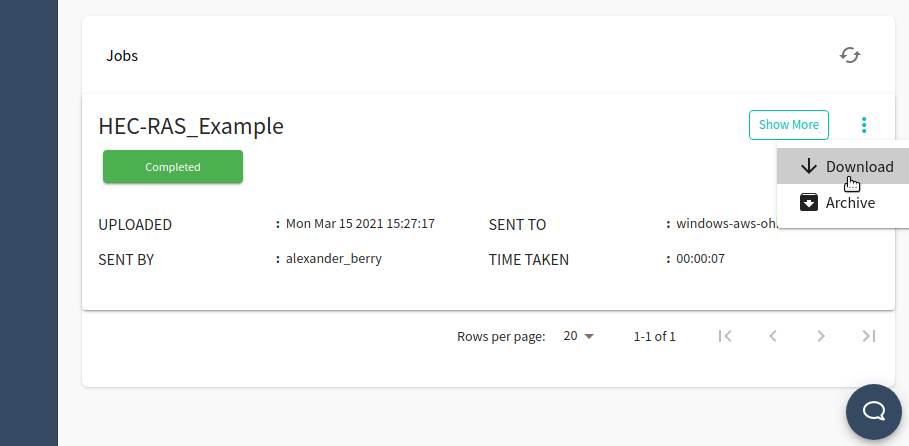 Jobs
HEC-RAS_Example
Show More
Completed
Download
Archive
UPLOADED : Mon Mar 15 2021 15:27:17 SENT TO : windows-aws-oh
SENT BY : alexander_berry TIME TAKEN : 00:00:07
Rows per page: 20 1-1 of 1